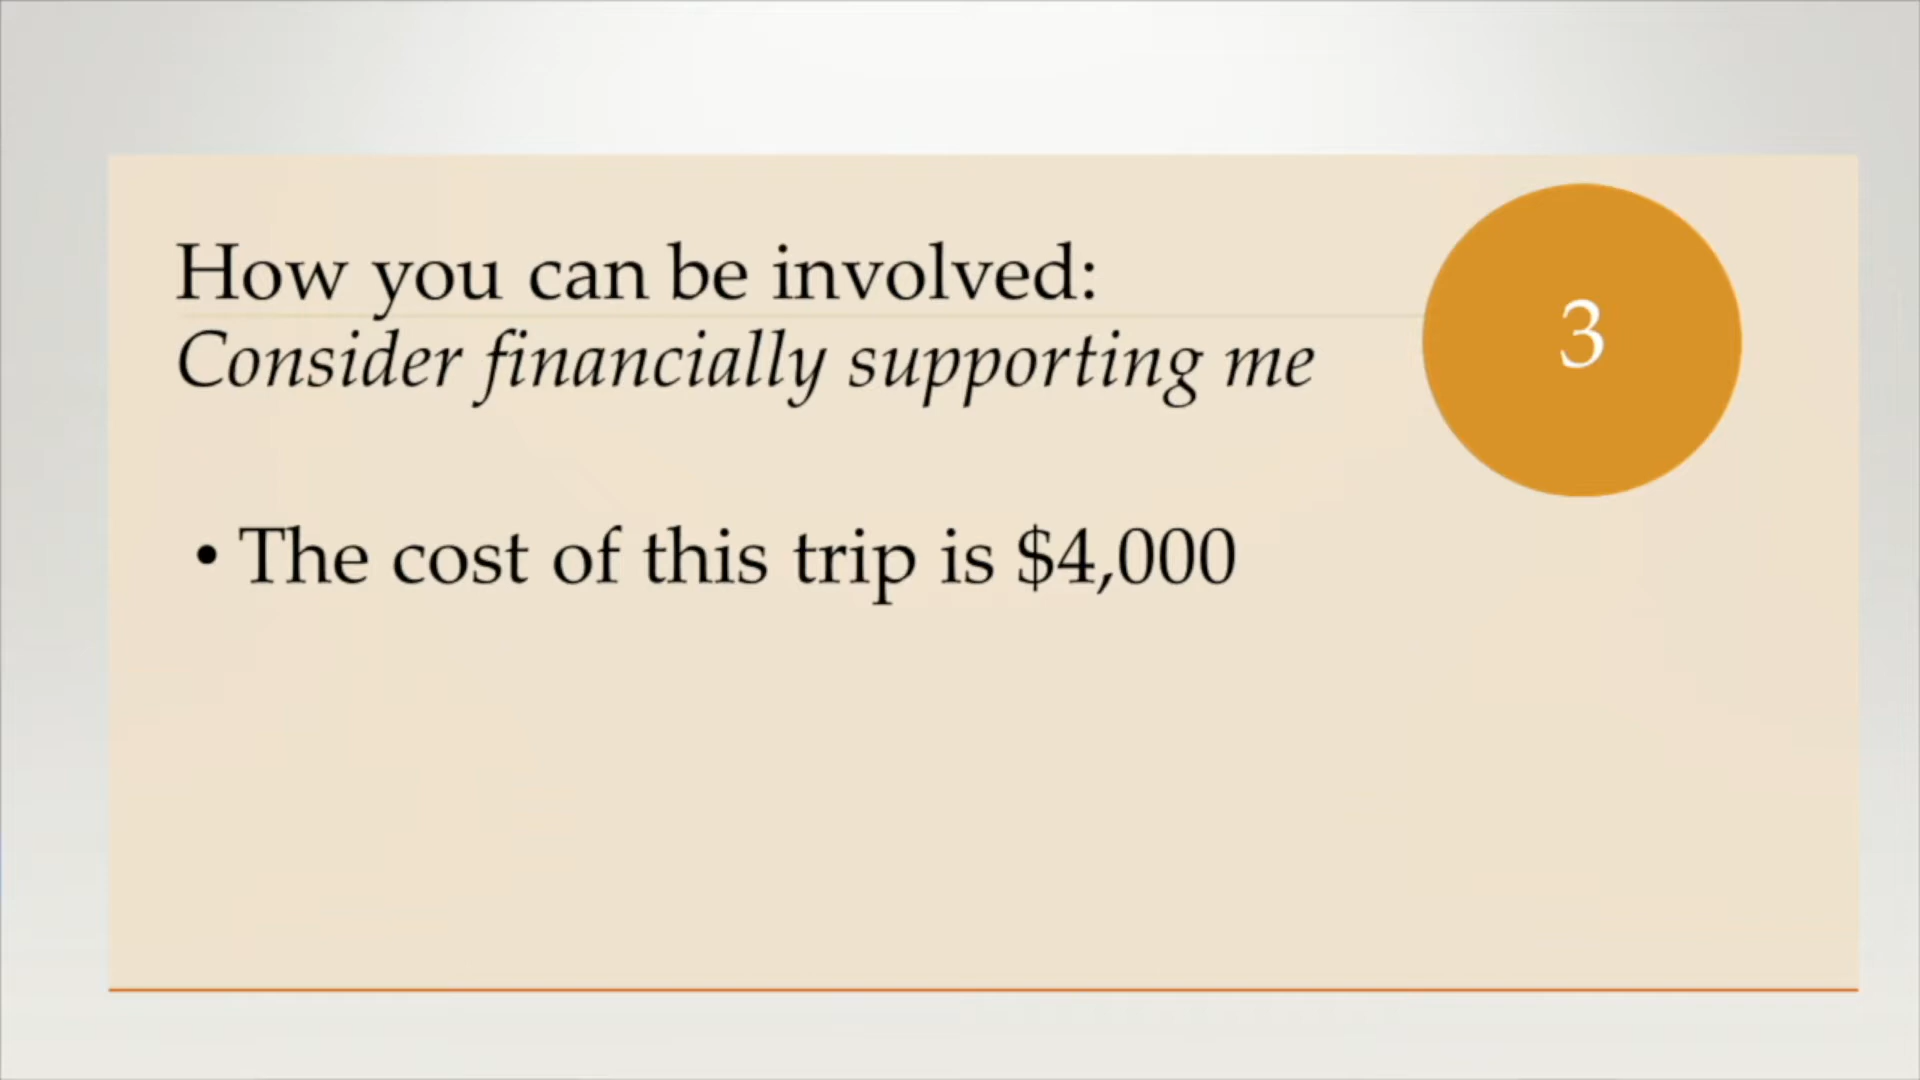 How you can be involved:
Consider financially supporting me
3
• The cost of this trip is $4,000